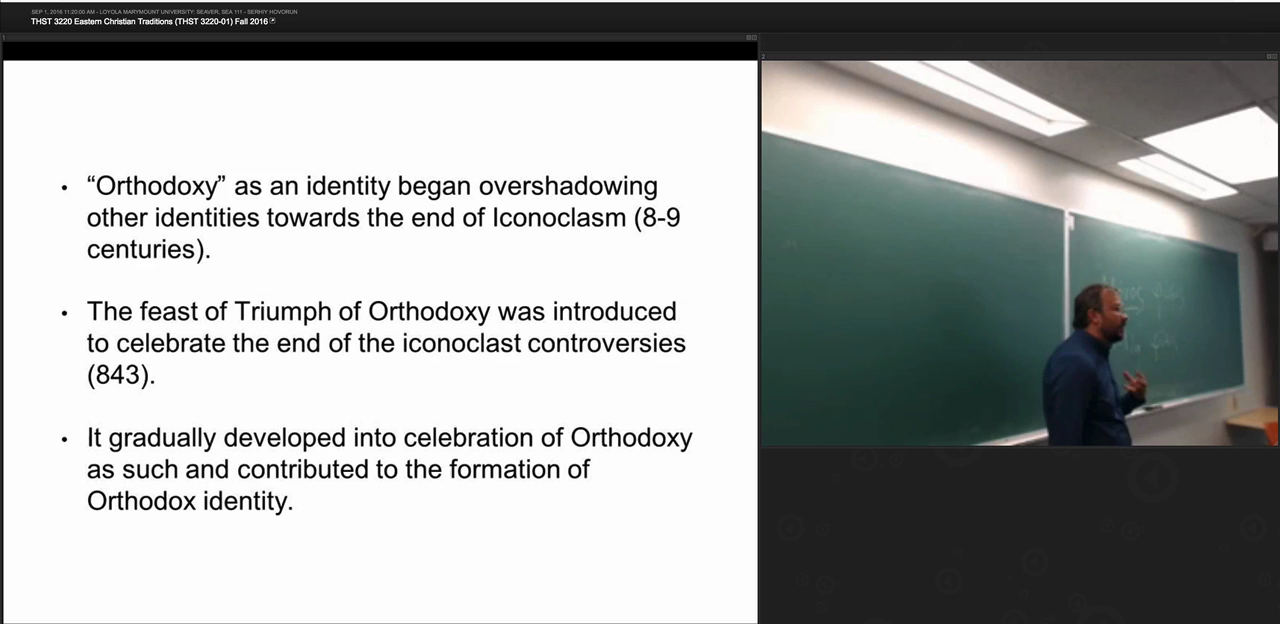 SEP 1, 2016 11:20:00 AM - LOYOLA MARYMOUNT UNIVERSITY: SEAVER, SEA 111 - SERHIY HOVORUN
THST 3220 Eastern Christian Traditions (THST 3220-01) Fall 2016
1
2
• “Orthodoxy” as an identity began overshadowing
other identities towards the end of Iconoclasm (8-9
centuries).
• The feast of Triumph of Orthodoxy was introduced
to celebrate the end of the iconoclast controversies
(843).
• It gradually developed into celebration of Orthodoxy
as such and contributed to the formation of
Orthodox identity.